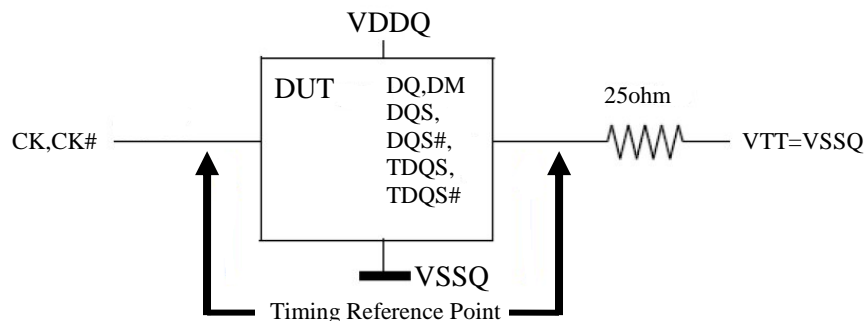 VDDQ
DUT
DQ,DM
DQS,
DQS#,
TDQS,
TDQS#
25ohm
CK,CK#
VTT=VSSQ
VSSQ
Timing Reference Point